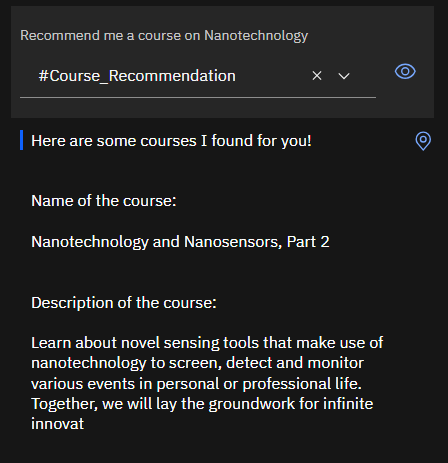 Recommend me a course on Nanotechnology
#Course_Recommendation
Here are some courses I found for you!
Name of the course:
Nanotechnology and Nanosensors, Part 2
Description of the course:
Learn about novel sensing tools that make use of
nanotechnology to screen, detect and monitor
various events in personal or professional life.
Together, we will lay the groundwork for infinite
innovat